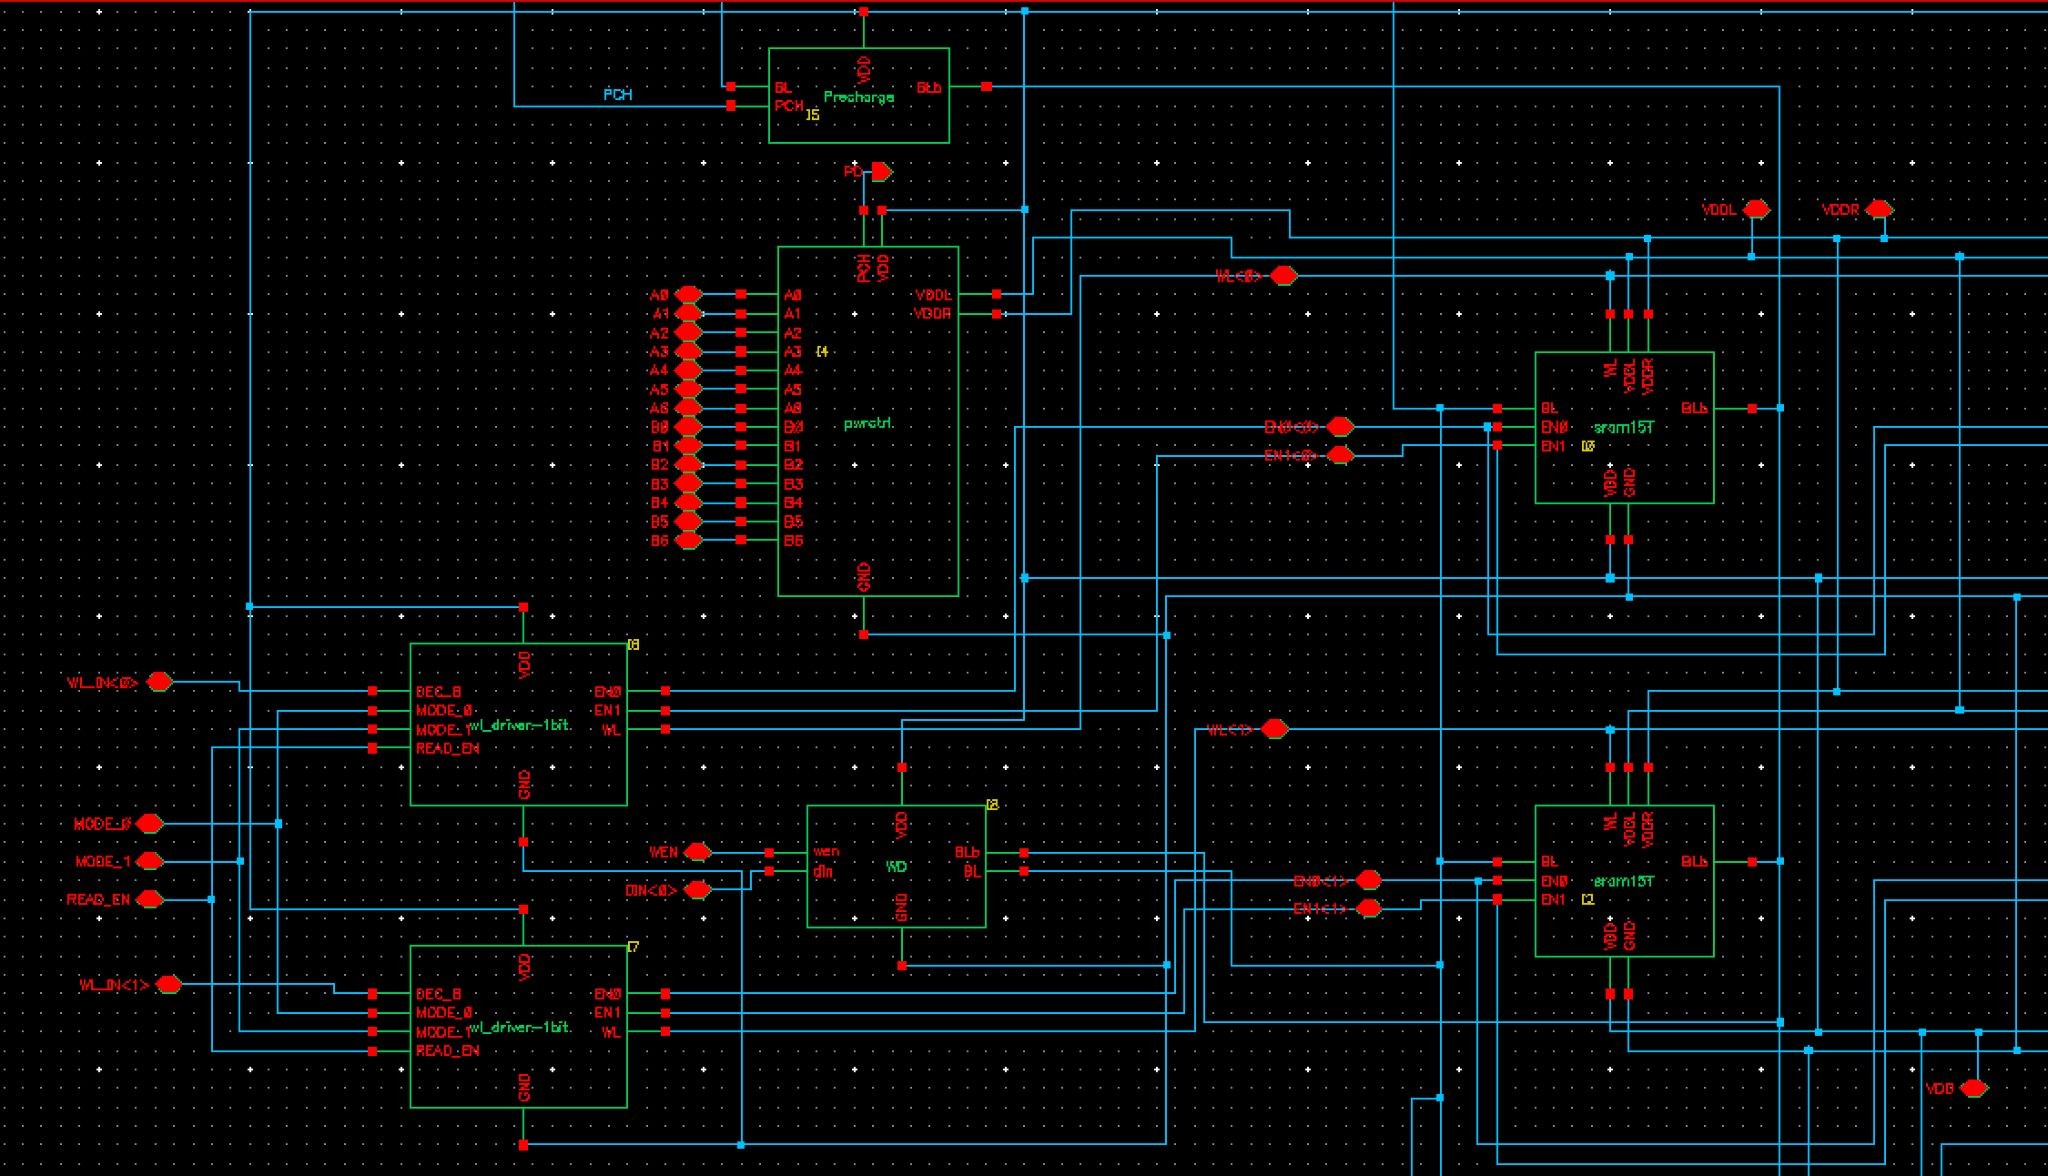 VDD
BL
BLb
Precharge
PCH
PCH
I5
PD
VDDL
VDDR
PCH
VDD
WL<0>
A0
A0
VDDL
A1
A1
VDDR
A2
A2
A3
A3
I4
A4
A4
A5
A5
A6
A6
B0
B0
pwrctrl
B1
B1
B2
B2
B3
B3
B4
B4
B5
B5
B6
B6
GND
WL
VDDL
VDDR
BL
BLb
EN0<0>
EN0
sram15T
EN1<0>
EN1
VDD
GND
I6
VDD
WL_IN<0>
DEC_B
EN0
MODE_0
EN1
MODE_1
wl_driver-1bit
WL
READ_EN
GND
WL<1>
MODE_0
MODE_1
READ_EN
VDD
WEN
wen
BLb
WD
DIN<0>
din
BL
GND
WL
VDDL
VDDR
BL
BLb
EN0<1>
EN0
sram15T
EN1<1>
EN1
VDD
GND
I7
VDD
WL_IN<1>
DEC_B
EN0
MODE_0
EN1
MODE_1
wl_driver-1bit
WL
READ_EN
GND